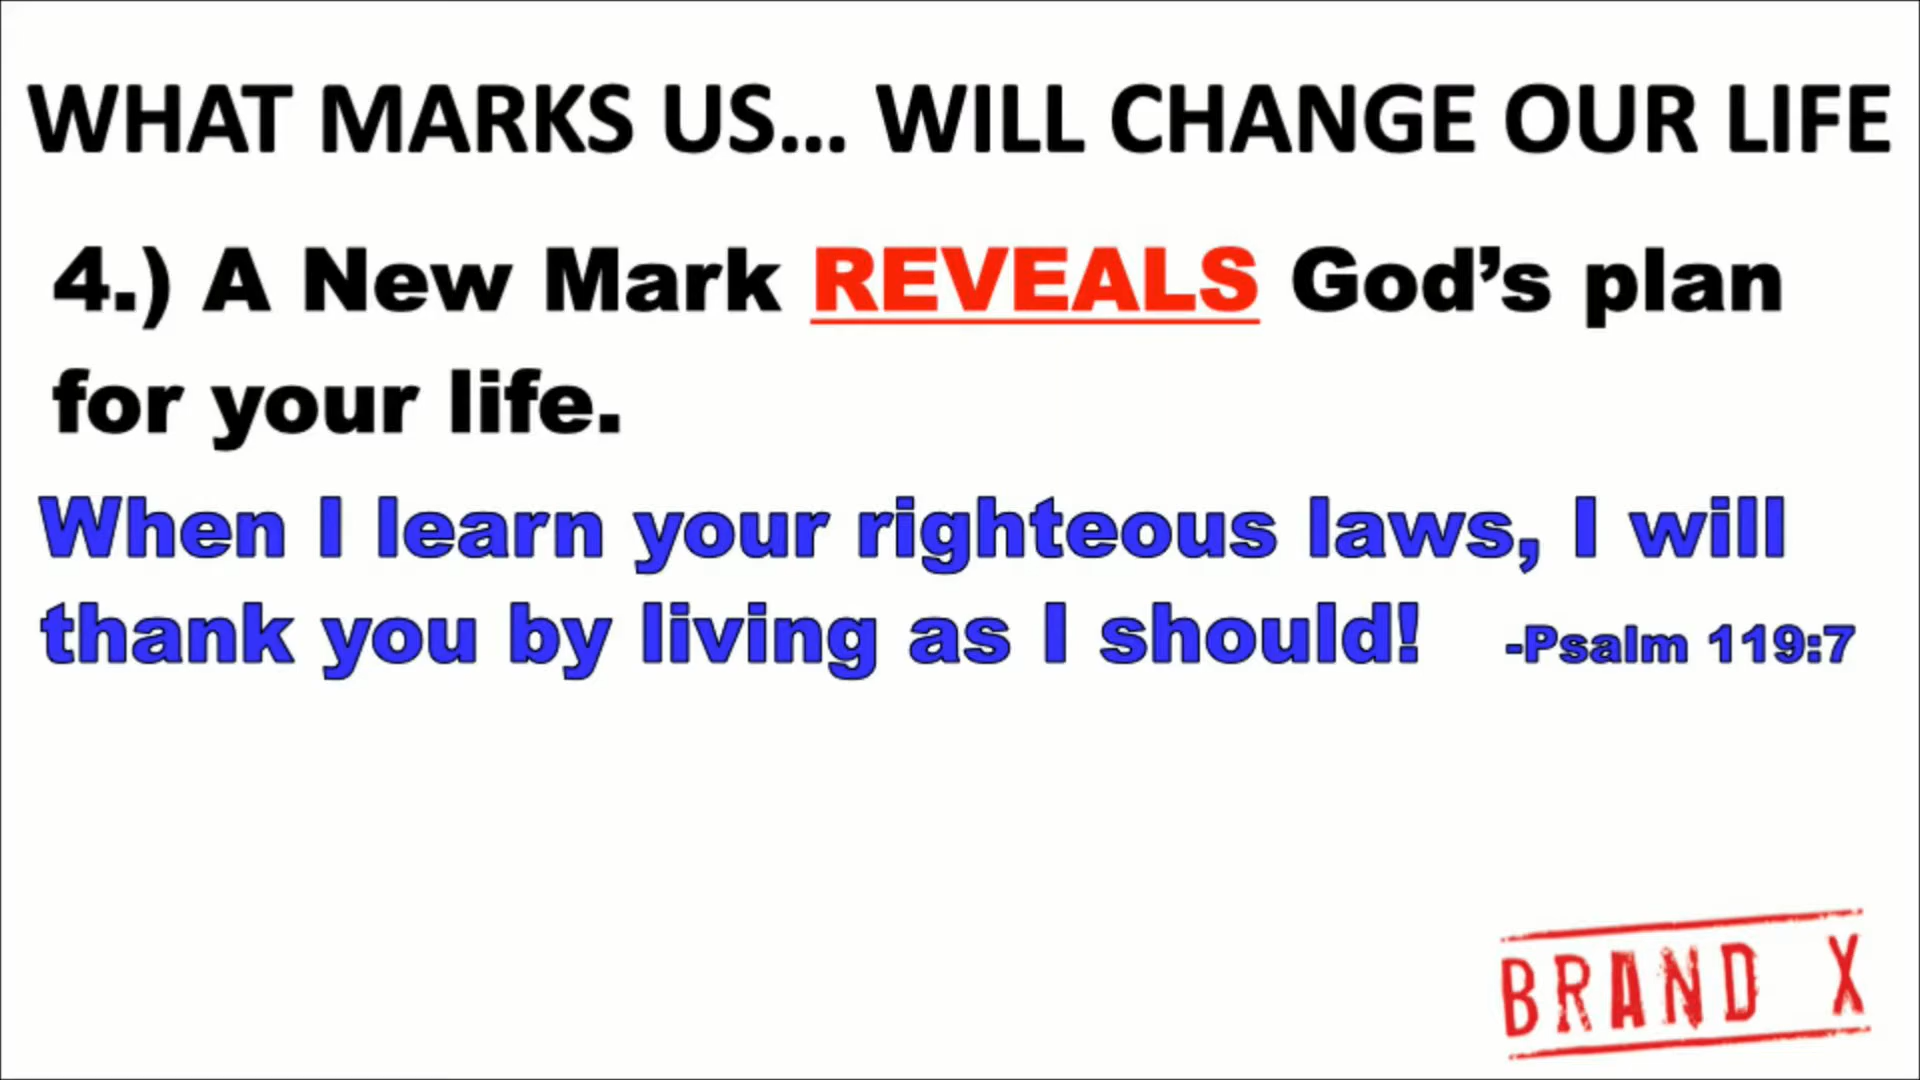 WHAT MARKS US... WILL CHANGE OUR LIFE
4.) A New Mark REVEALS God’s plan
for your life.
When I learn your righteous laws, I will
thank you by living as I should! -Psalm 119:7
BRAND X